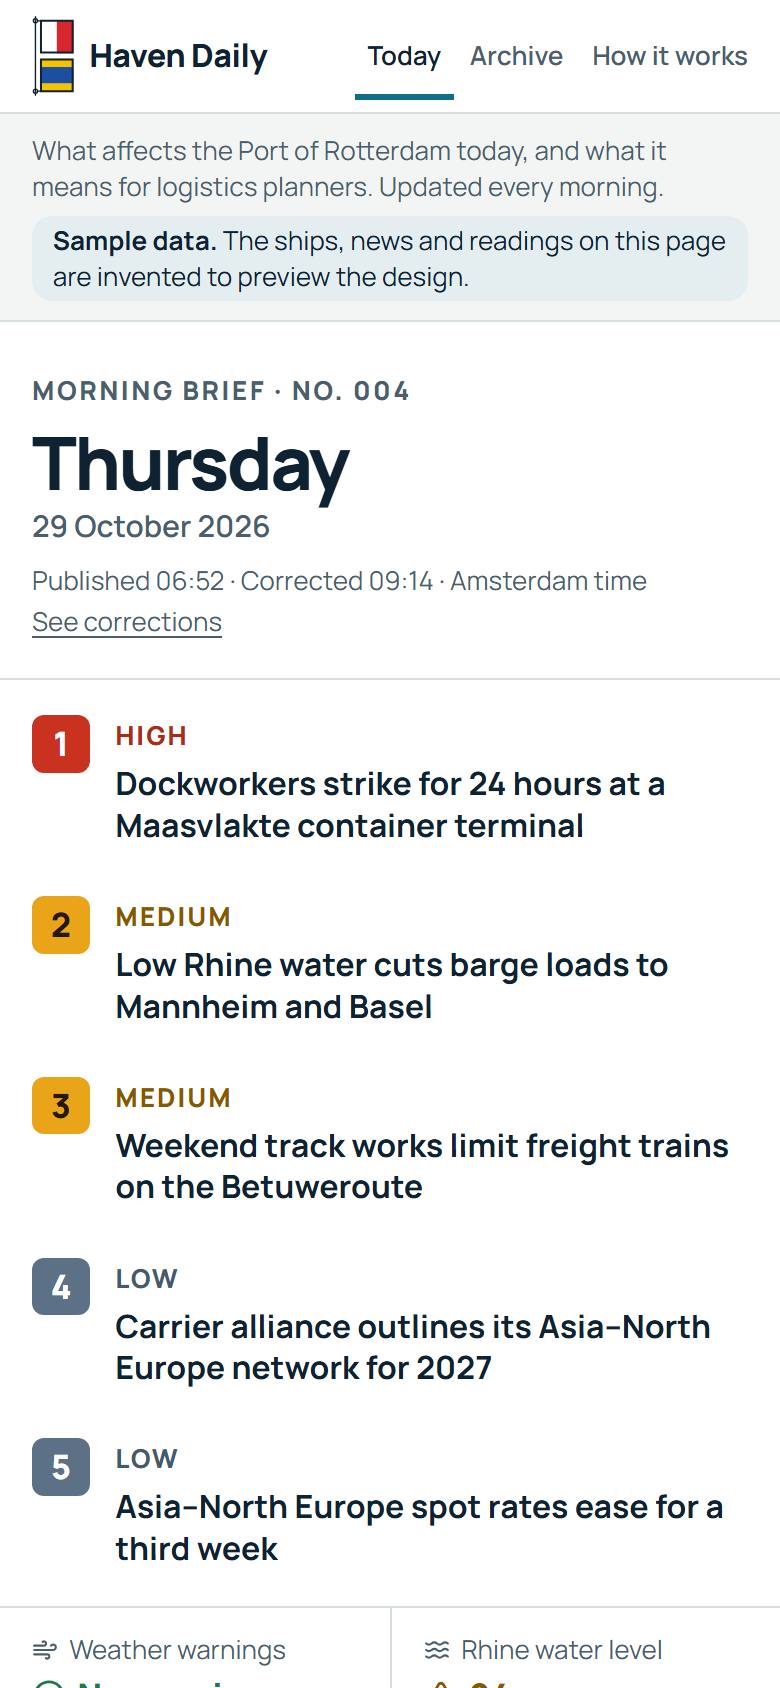 Haven Daily
Today
Archive
How it works
What affects the Port of Rotterdam today, and what it
means for logistics planners. Updated every morning.
Sample data. The ships, news and readings on this page
are invented to preview the design.
MORNING BRIEF · NO. 004
Thursday
29 October 2026
Published 06:52 · Corrected 09:14 · Amsterdam time
See corrections
1
HIGH
Dockworkers strike for 24 hours at a
Maasvlakte container terminal
2
MEDIUM
Low Rhine water cuts barge loads to
Mannheim and Basel
3
MEDIUM
Weekend track works limit freight trains
on the Betuweroute
4
LOW
Carrier alliance outlines its Asia–North
Europe network for 2027
5
LOW
Asia–North Europe spot rates ease for a
third week
Weather warnings
Rhine water level